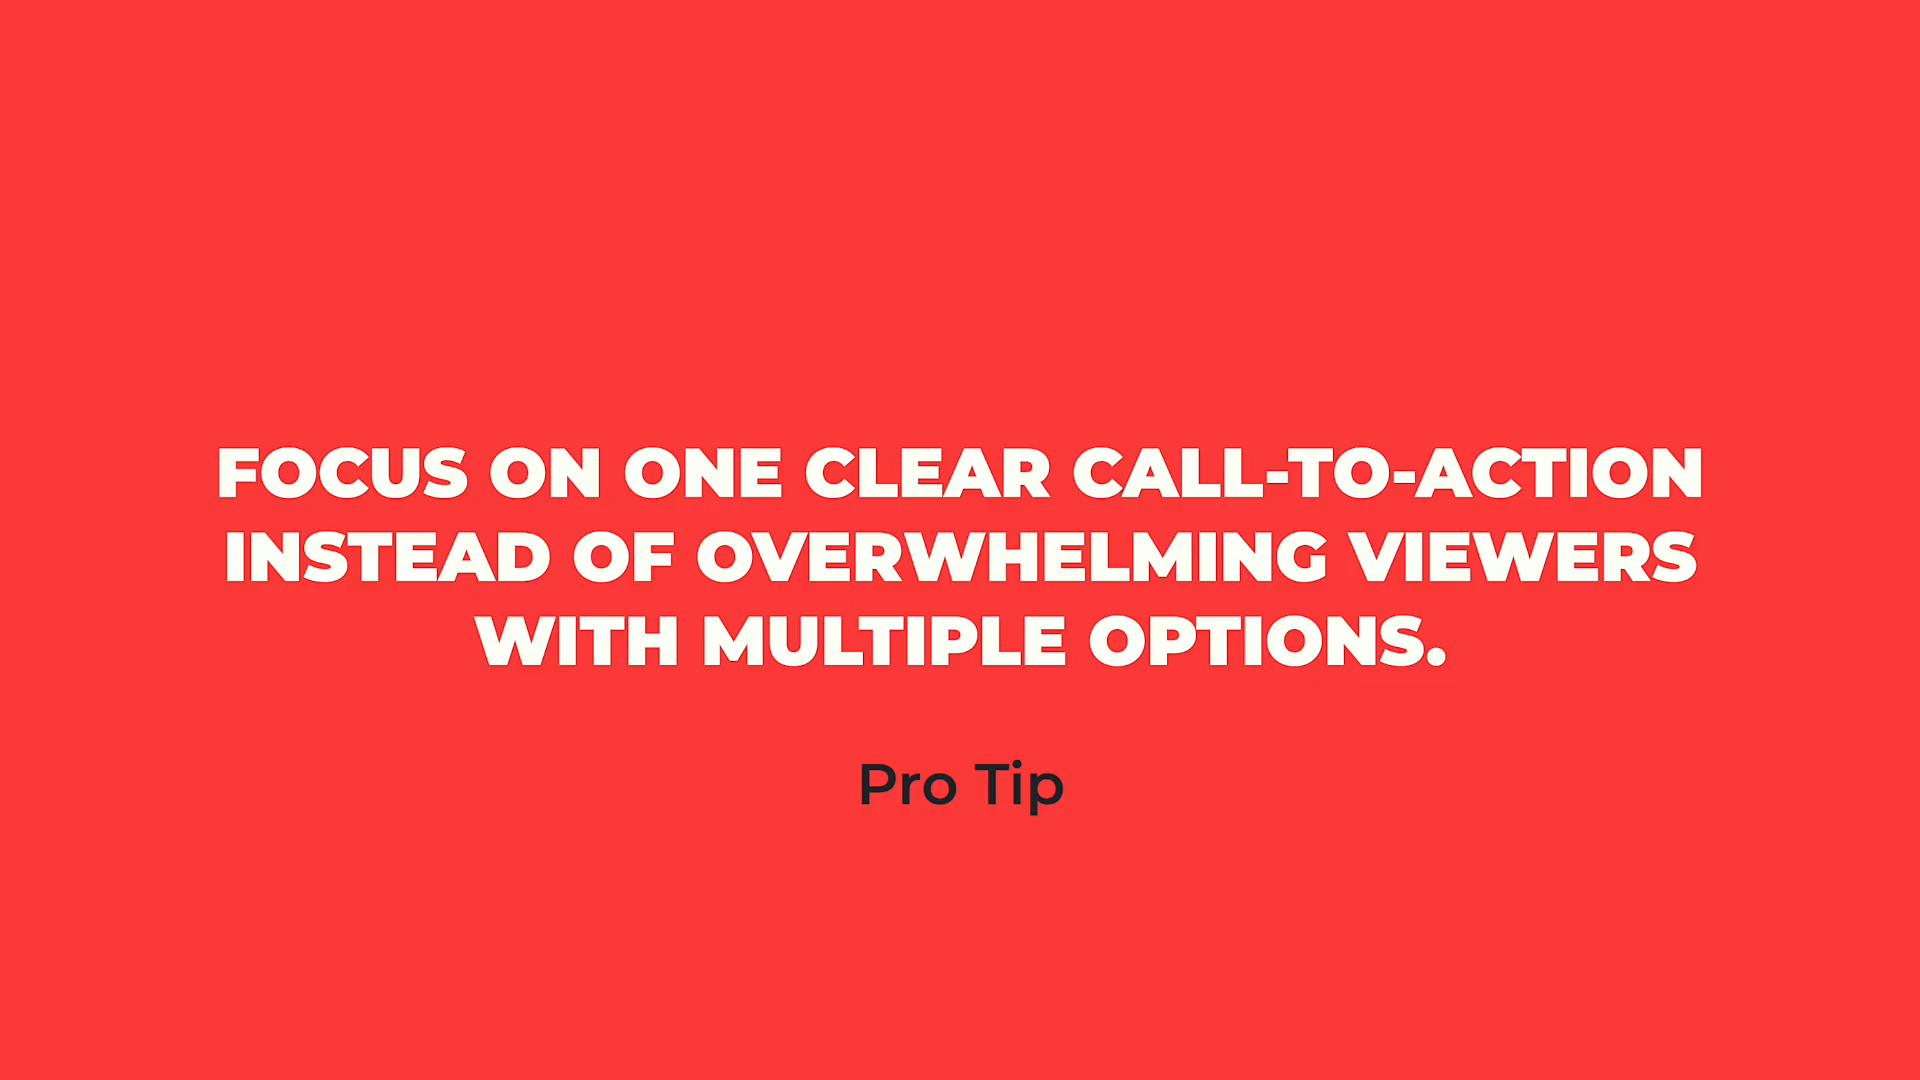 FOCUS ON ONE CLEAR CALL-TO-ACTION
INSTEAD OF OVERWHELMING VIEWERS
WITH MULTIPLE OPTIONS.
Pro Tip